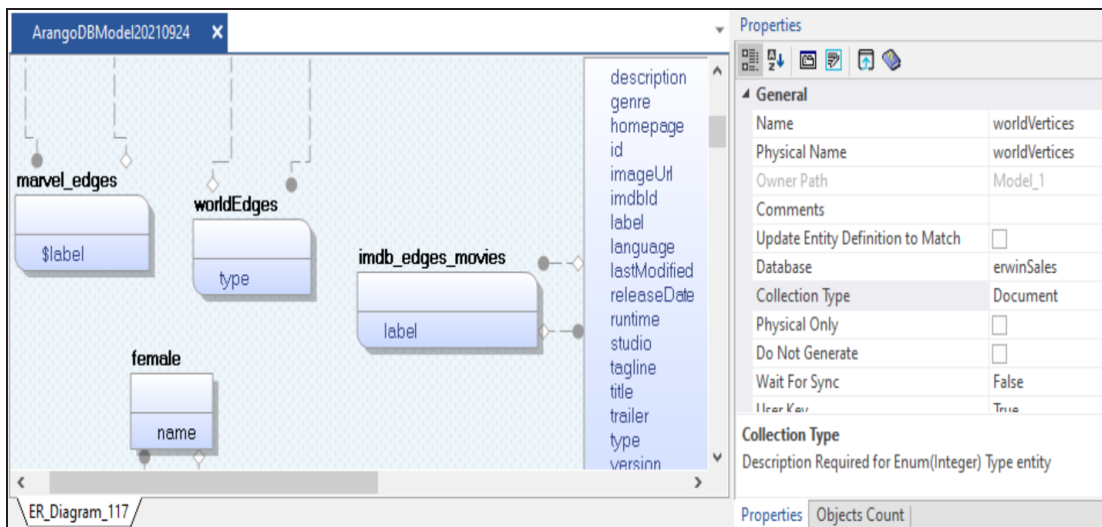 ArangoDBModel20210924
marvel_edges
$label
worldEdges
type
imdb_edges_movies
label
female
name
description
genre
homepage
id
imageUrl
imdbId
label
language
lastModified
releaseDate
runtime
studio
tagline
title
trailer
type
version
ER_Diagram_117
Properties
General
Name worldVertices
Physical Name worldVertices
Owner Path Model_1
Comments
Update Entity Definition to Match
Database erwinSales
Collection Type Document
Physical Only
Do Not Generate
Wait For Sync False
User Key True
Collection Type
Description Required for Enum(Integer) Type entity
Properties Objects Count